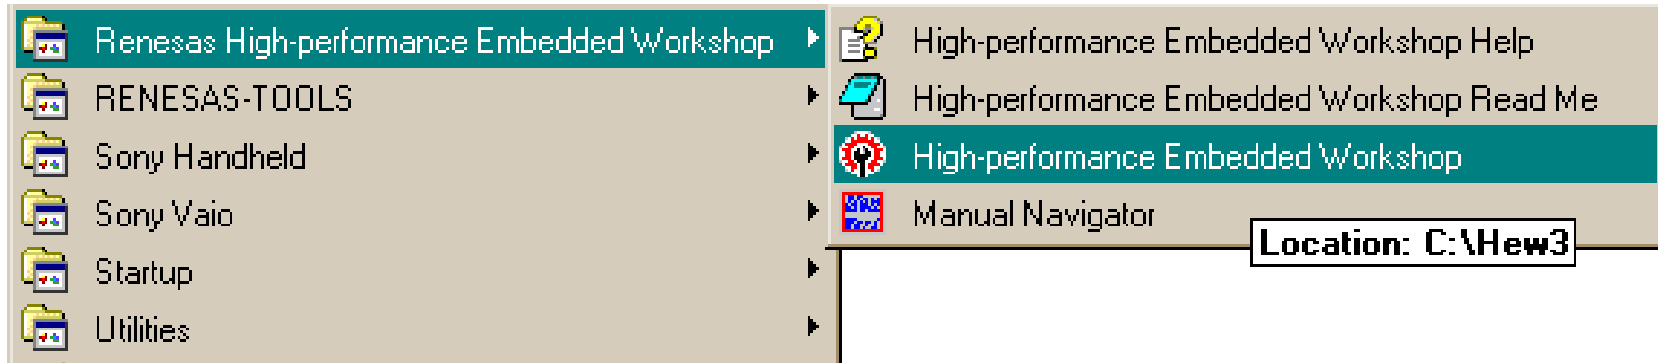 Renesas High-performance Embedded Workshop
RENESAS-TOOLS
Sony Handheld
Sony Vaio
Startup
Utilities
High-performance Embedded Workshop Help
High-performance Embedded Workshop Read Me
High-performance Embedded Workshop
Manual Navigator
Location: C:\Hew3